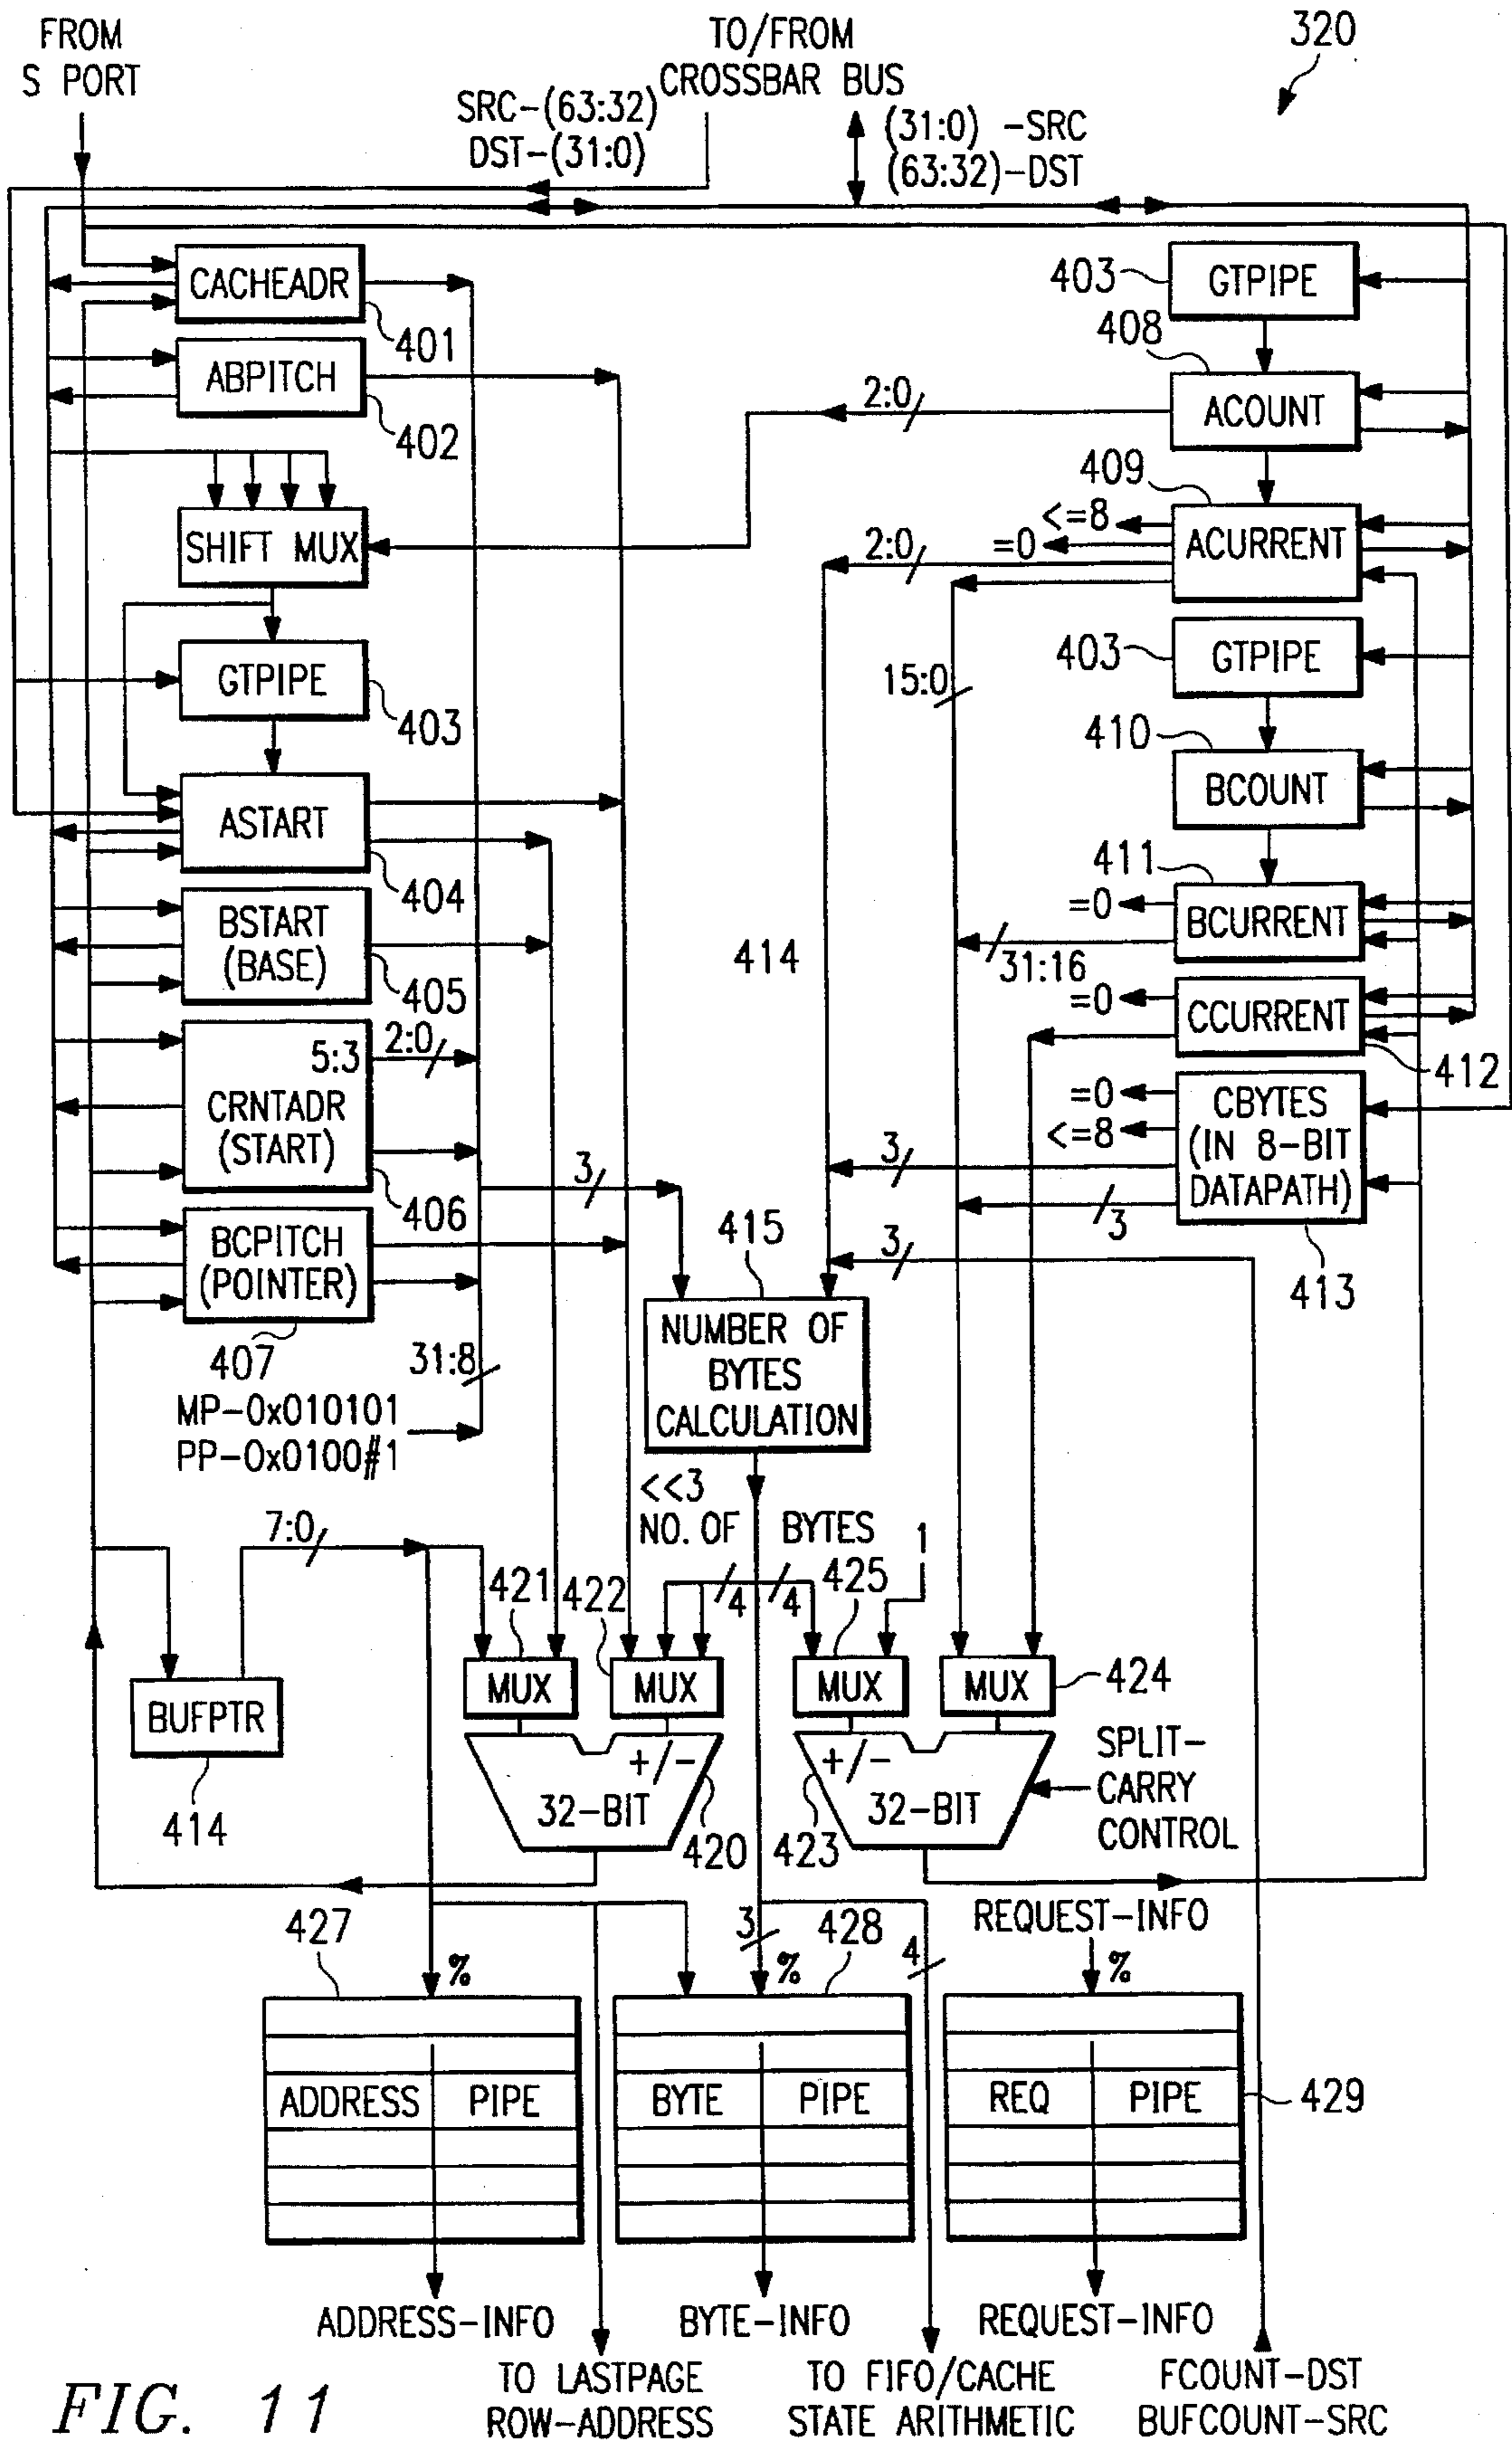 FROM
S PORT
TO/FROM
CROSSBAR BUS
320
SRC-(63:32)
DST-(31:0)
(31:0) -SRC
(63:32)-DST
CACHEADR
401
403
GTPIPE
ABPITCH
402
408
ACOUNT
2:0
SHIFT MUX
409
ACURRENT
<=8
=0
2:0
GTPIPE
403
403
GTPIPE
15:0
ASTART
404
410
BCOUNT
BSTART
(BASE)
405
411
BCURRENT
=0
31:16
414
CRNTADR
(START)
5:3
2:0
406
CCURRENT
=0
412
CBYTES
(IN 8-BIT
DATAPATH)
=0
<=8
3
3
413
3
3
BCPITCH
(POINTER)
407
415
NUMBER OF
BYTES
CALCULATION
31:8
MP-0x010101
PP-0x0100#1
<<3
NO. OF BYTES
7:0
1
421
422
4
4
425
BUFPTR
414
MUX
MUX
MUX
MUX
424
+/-
32-BIT
420
+/-
32-BIT
423
SPLIT-
CARRY
CONTROL
427
%
3
428
%
4
REQUEST-INFO
%
ADDRESS PIPE
BYTE PIPE
REQ PIPE
429
ADDRESS-INFO
BYTE-INFO
REQUEST-INFO
TO LASTPAGE
ROW-ADDRESS
TO FIFO/CACHE
STATE ARITHMETIC
FCOUNT-DST
BUFCOUNT-SRC
FIG. 11